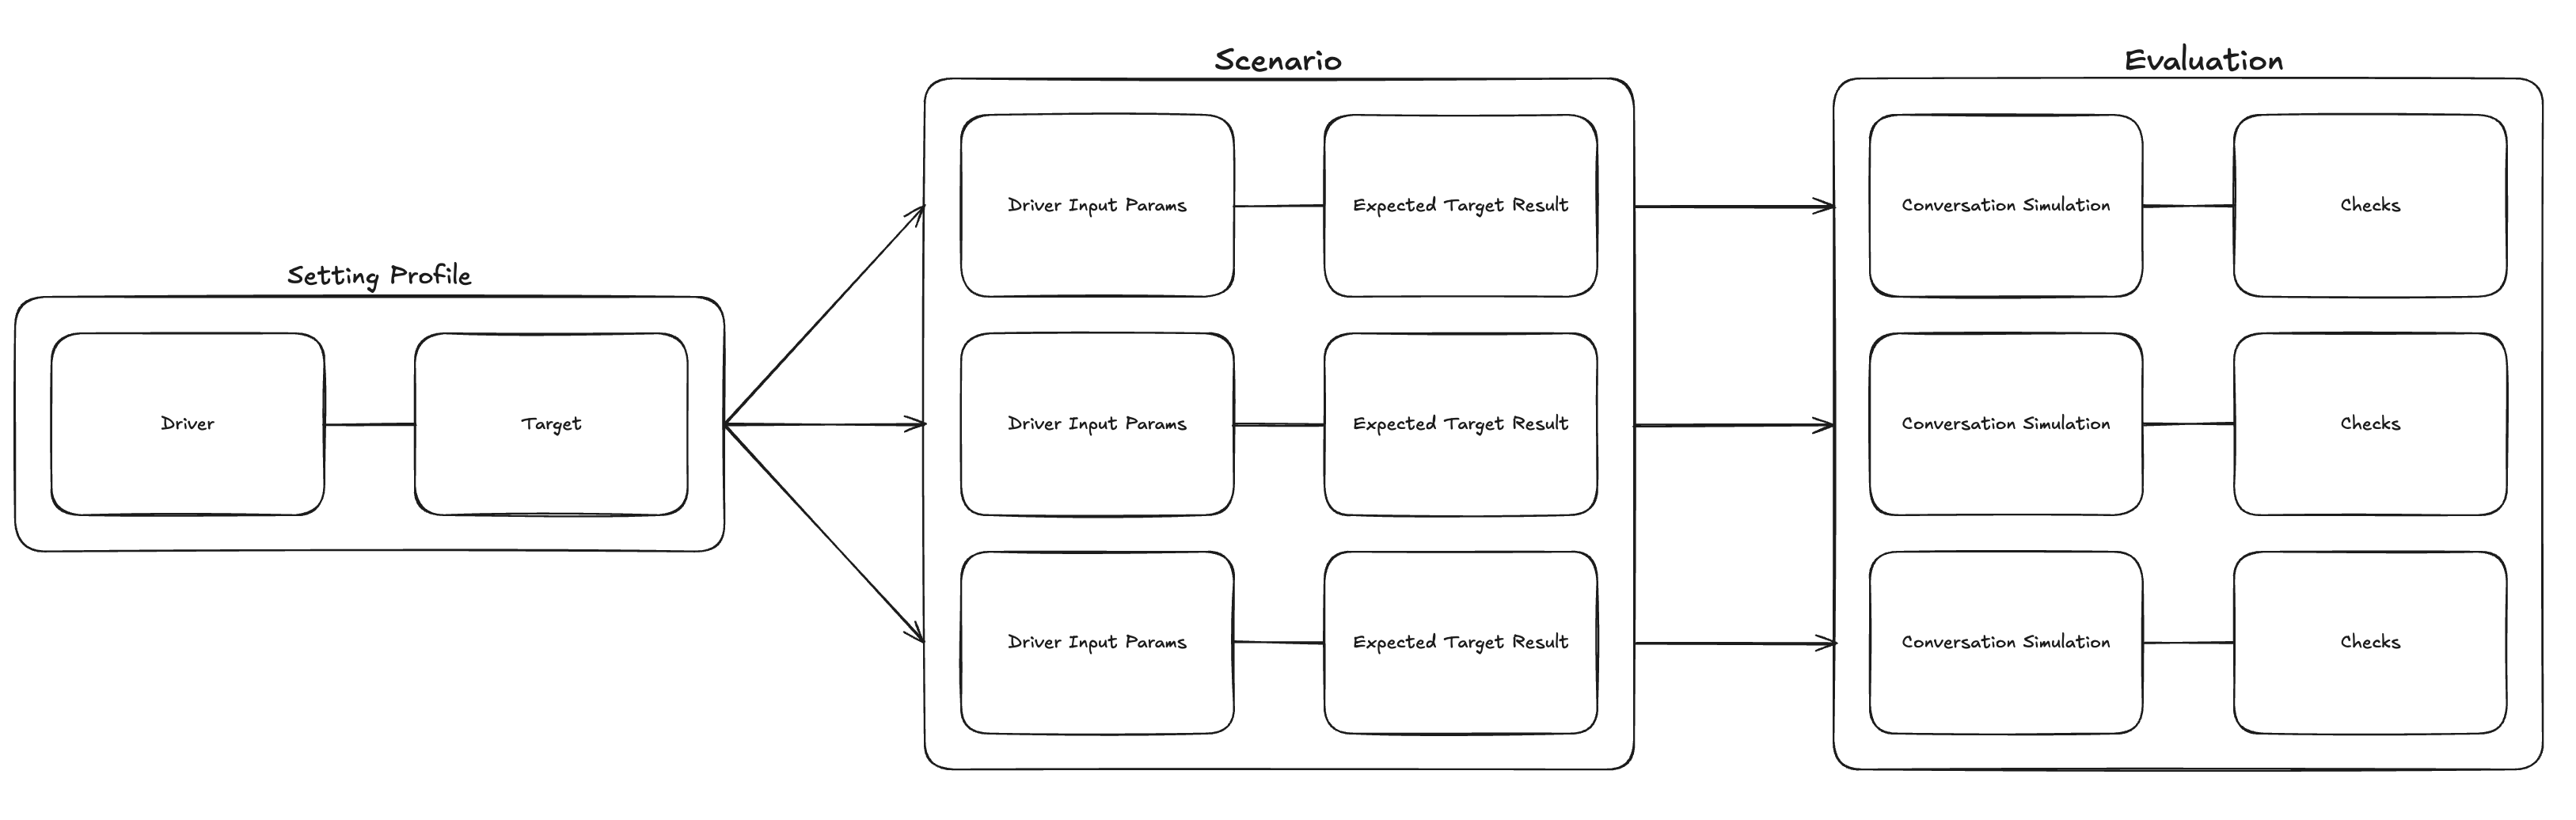 Scenario
Evaluation
Driver Input Params
Expected Target Result
Conversation Simulation
Checks
Setting Profile
Driver
Target
Driver Input Params
Expected Target Result
Conversation Simulation
Checks
Driver Input Params
Expected Target Result
Conversation Simulation
Checks